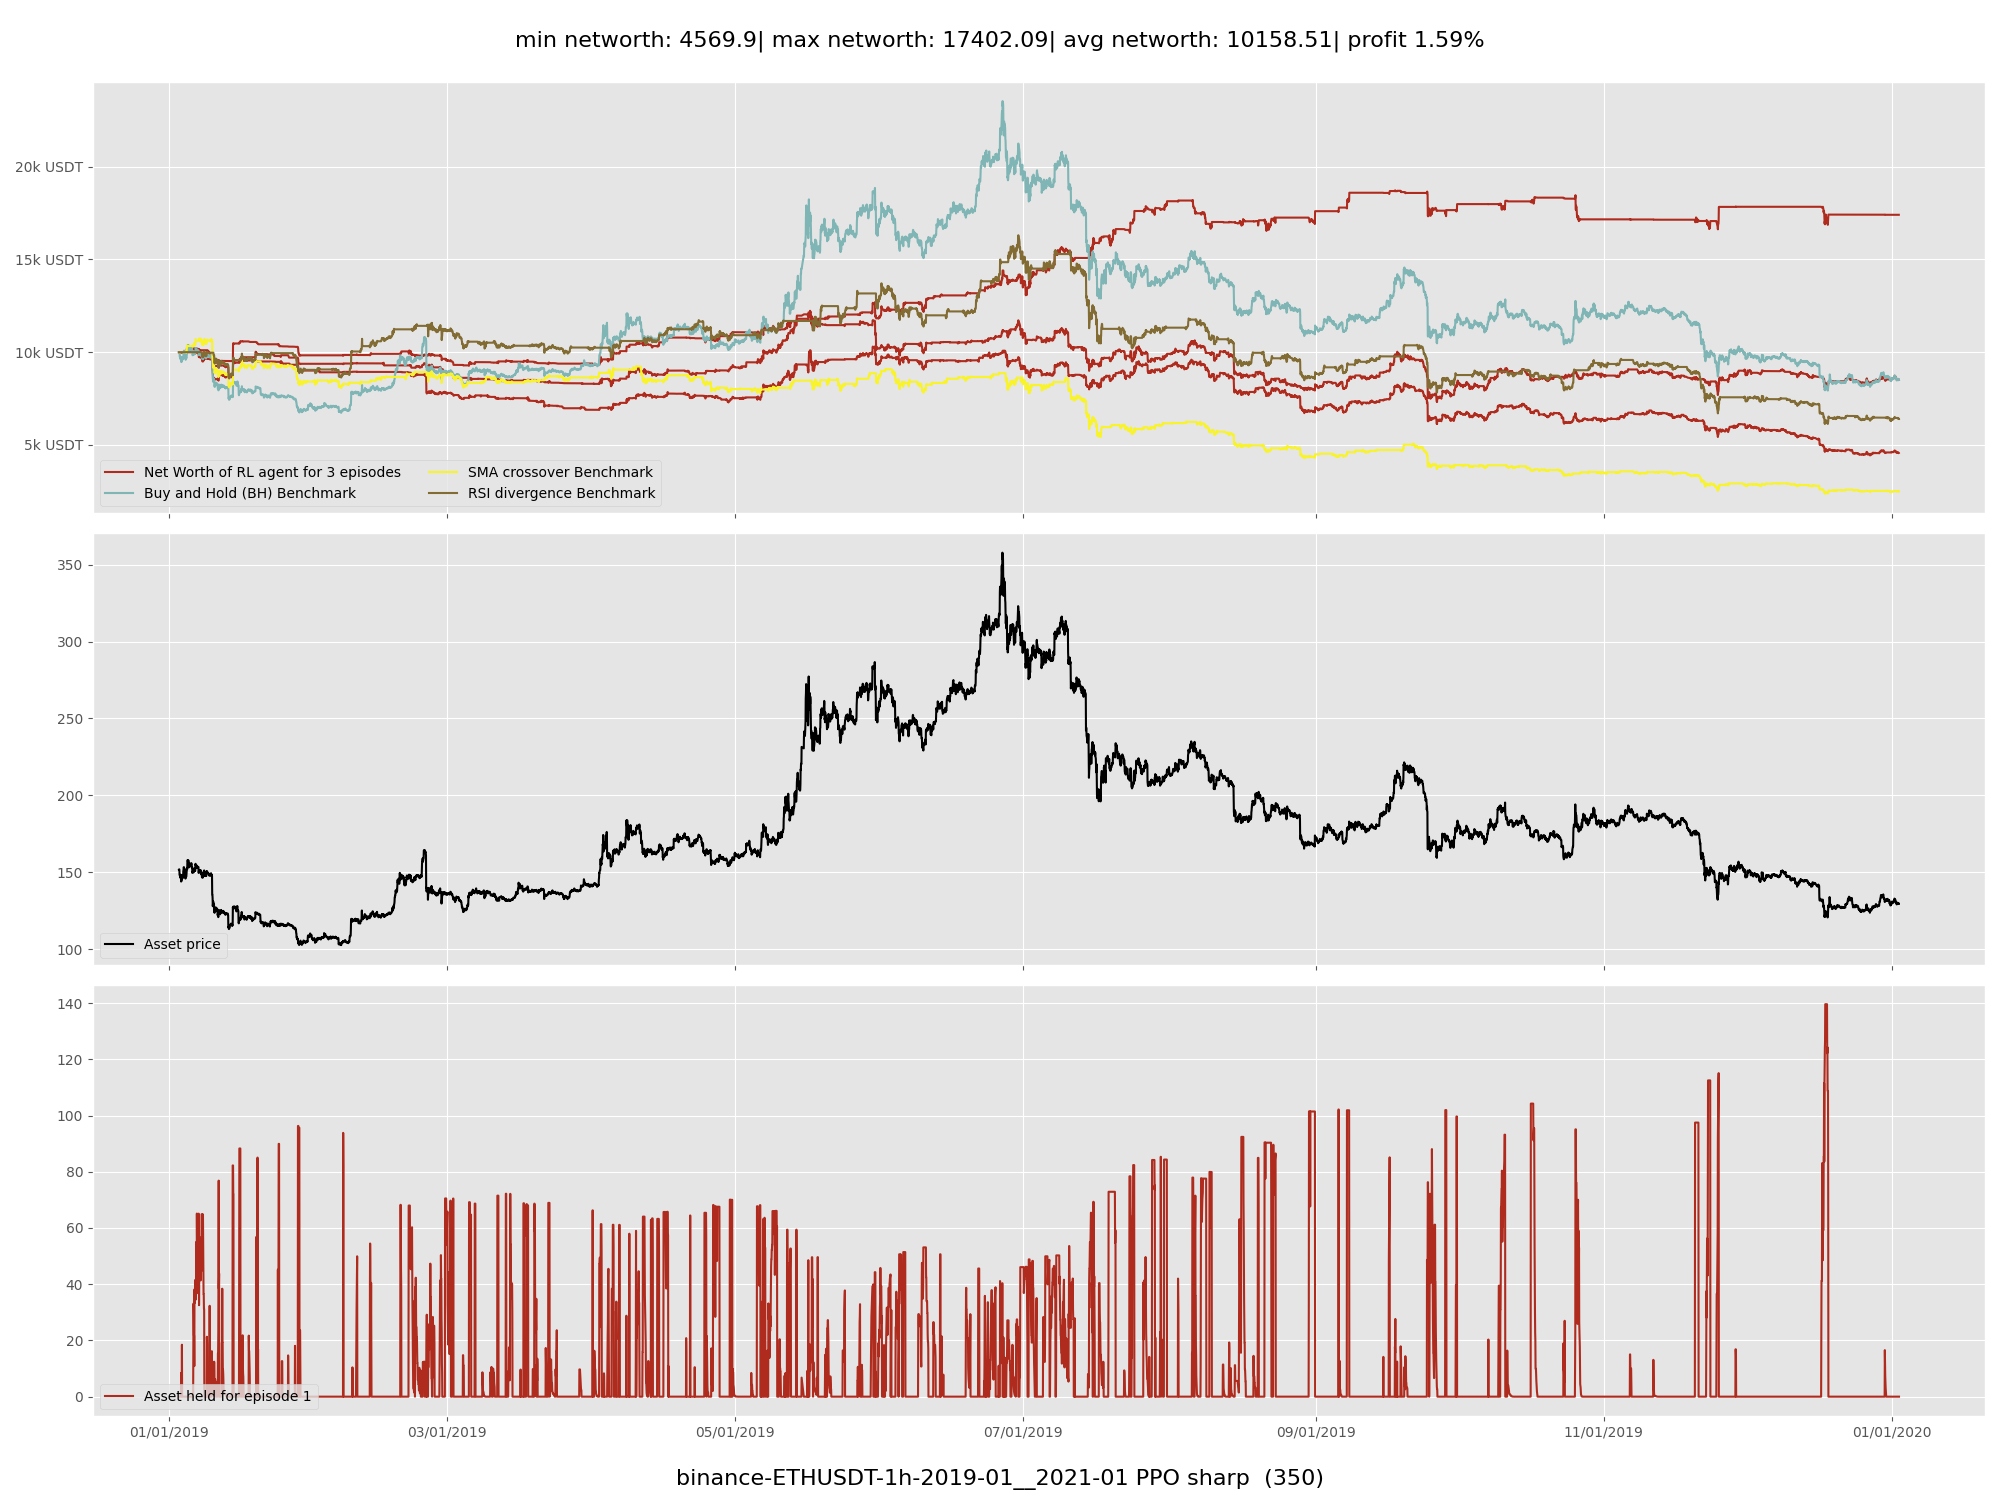 min networth: 4569.9| max networth: 17402.09| avg networth: 10158.51| profit 1.59%
20k USDT
15k USDT
10k USDT
5k USDT
Net Worth of RL agent for 3 episodes
Buy and Hold (BH) Benchmark
SMA crossover Benchmark
RSI divergence Benchmark
350
300
250
200
150
100
Asset price
140
120
100
80
60
40
20
0
Asset held for episode 1
01/01/2019 03/01/2019 05/01/2019 07/01/2019 09/01/2019 11/01/2019 01/01/2020
binance-ETHUSDT-1h-2019-01__2021-01 PPO sharp  (350)